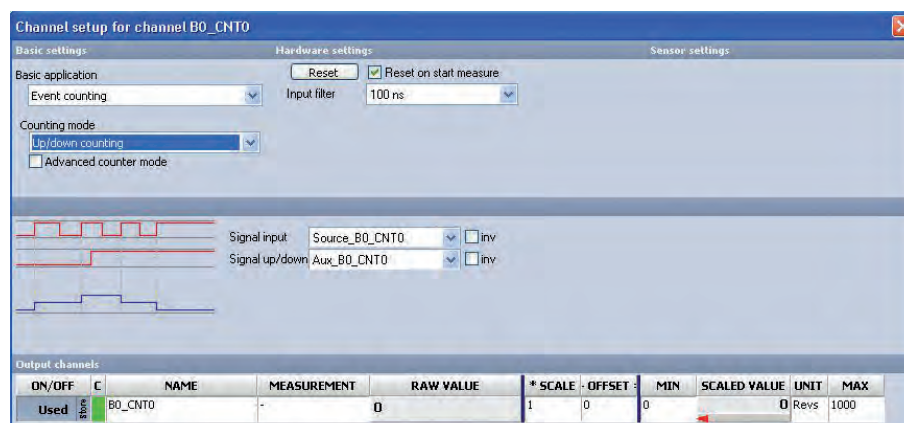 Channel setup for channel B0_CNT0
Basic settings Hardware settings Sensor settings
Basic application
Event counting
Reset Reset on start measure
Input filter 100 ns
Counting mode
Up/down counting
Advanced counter mode
Signal input Source_B0_CNT0 inv
Signal up/down Aux_B0_CNT0 inv
Output channels
ON/OFF C NAME MEASUREMENT RAW VALUE * SCALE - OFFSET = MIN SCALED VALUE UNIT MAX
Used Store B0_CNT0 - 0 1 0 0 0 Revs 1000